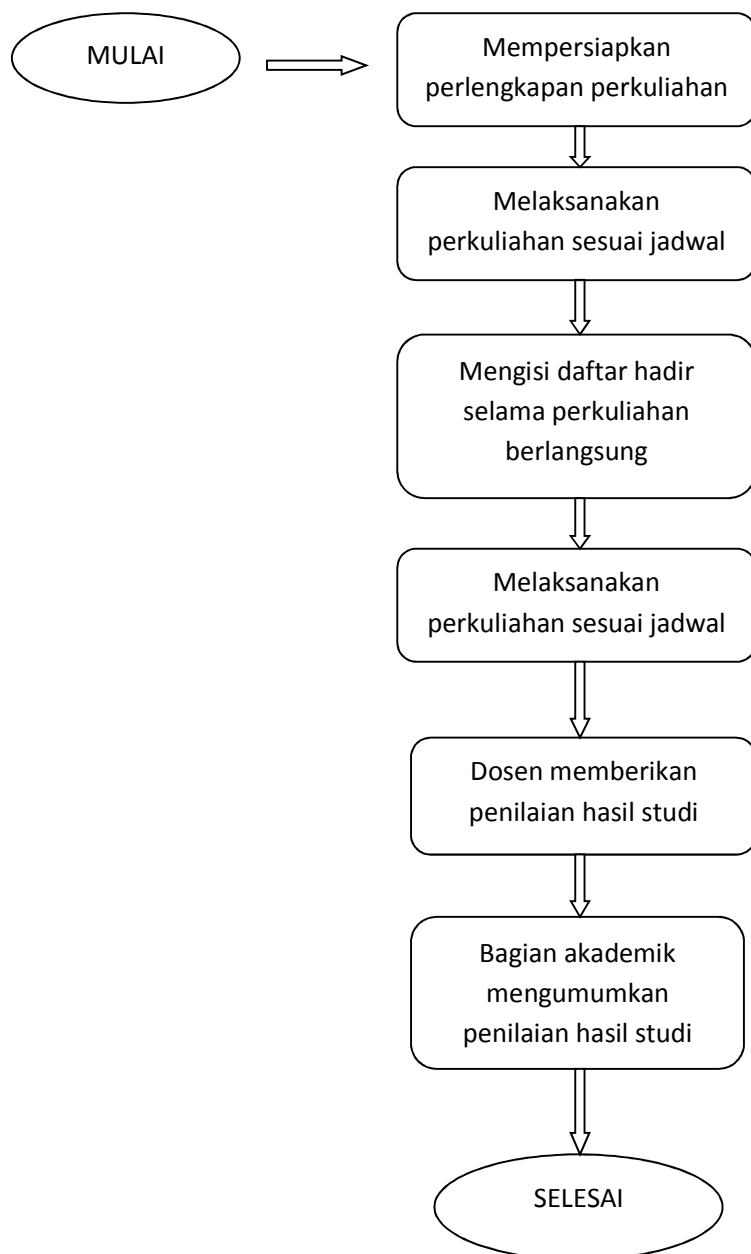 MULAI
Mempersiapkan
perlengkapan perkuliahan
Melaksanakan
perkuliahan sesuai jadwal
Mengisi daftar hadir
selama perkuliahan
berlangsung
Melaksanakan
perkuliahan sesuai jadwal
Dosen memberikan
penilaian hasil studi
Bagian akademik
mengumumkan
penilaian hasil studi
SELESAI